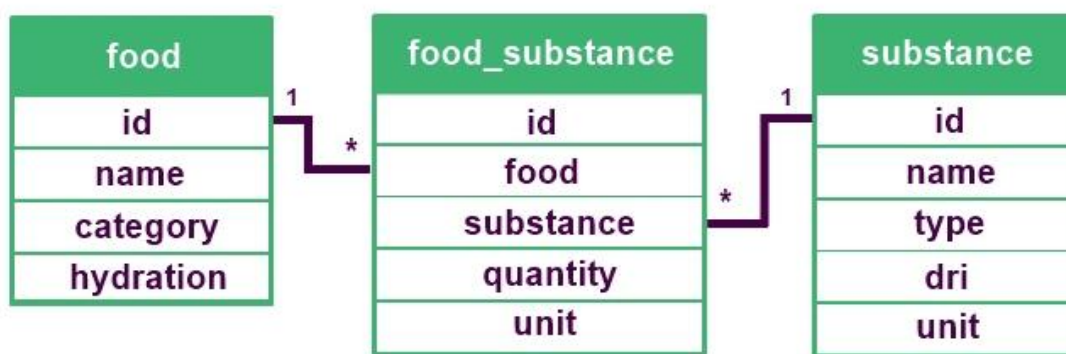 food
id
name
category
hydration
1
*
food_substance
id
food
substance
quantity
unit
*
1
substance
id
name
type
dri
unit